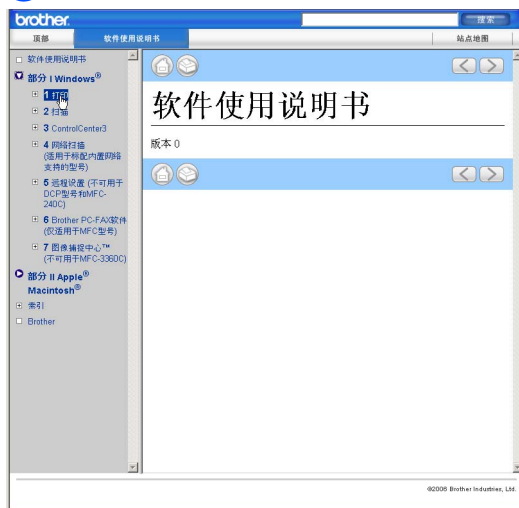 brother.
搜索
顶部 软件使用说明书 站点地图
软件使用说明书
部分 I Windows®
1 打印
2 扫描
3 ControlCenter3
4 网络扫描
(适用于标配内置网络
支持的型号)
5 远程设置 (不可用于
DCP型号和MFC-
240C)
6 Brother PC-FAX软件
(仅适用于MFC型号)
7 图像捕捉中心™
(不可用于MFC-3360C)
部分 II Apple®
Macintosh®
索引
Brother
软件使用说明书
版本 0
©2006 Brother Industries, Ltd.